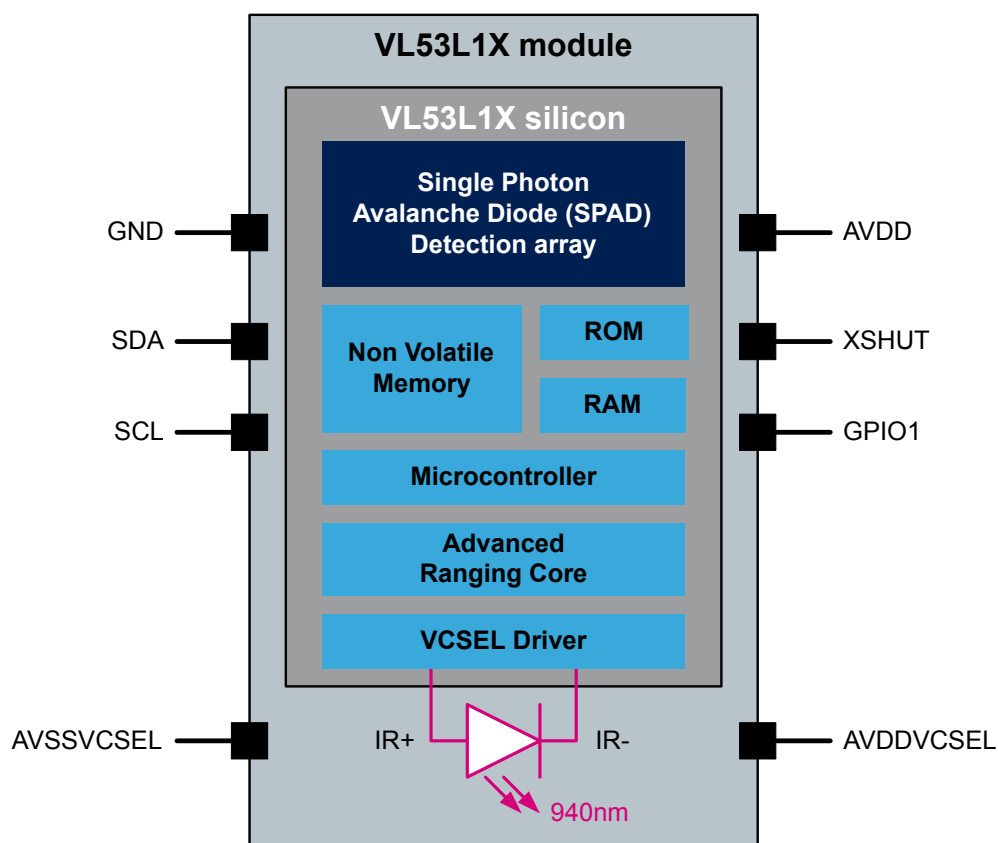 VL53L1X module
VL53L1X silicon
Single Photon
Avalanche Diode (SPAD)
Detection array
GND
AVDD
SDA
XSHUT
Non Volatile
Memory
ROM
RAM
SCL
GPIO1
Microcontroller
Advanced
Ranging Core
VCSEL Driver
AVSSVCSEL
IR+
IR-
AVDDVCSEL
940nm